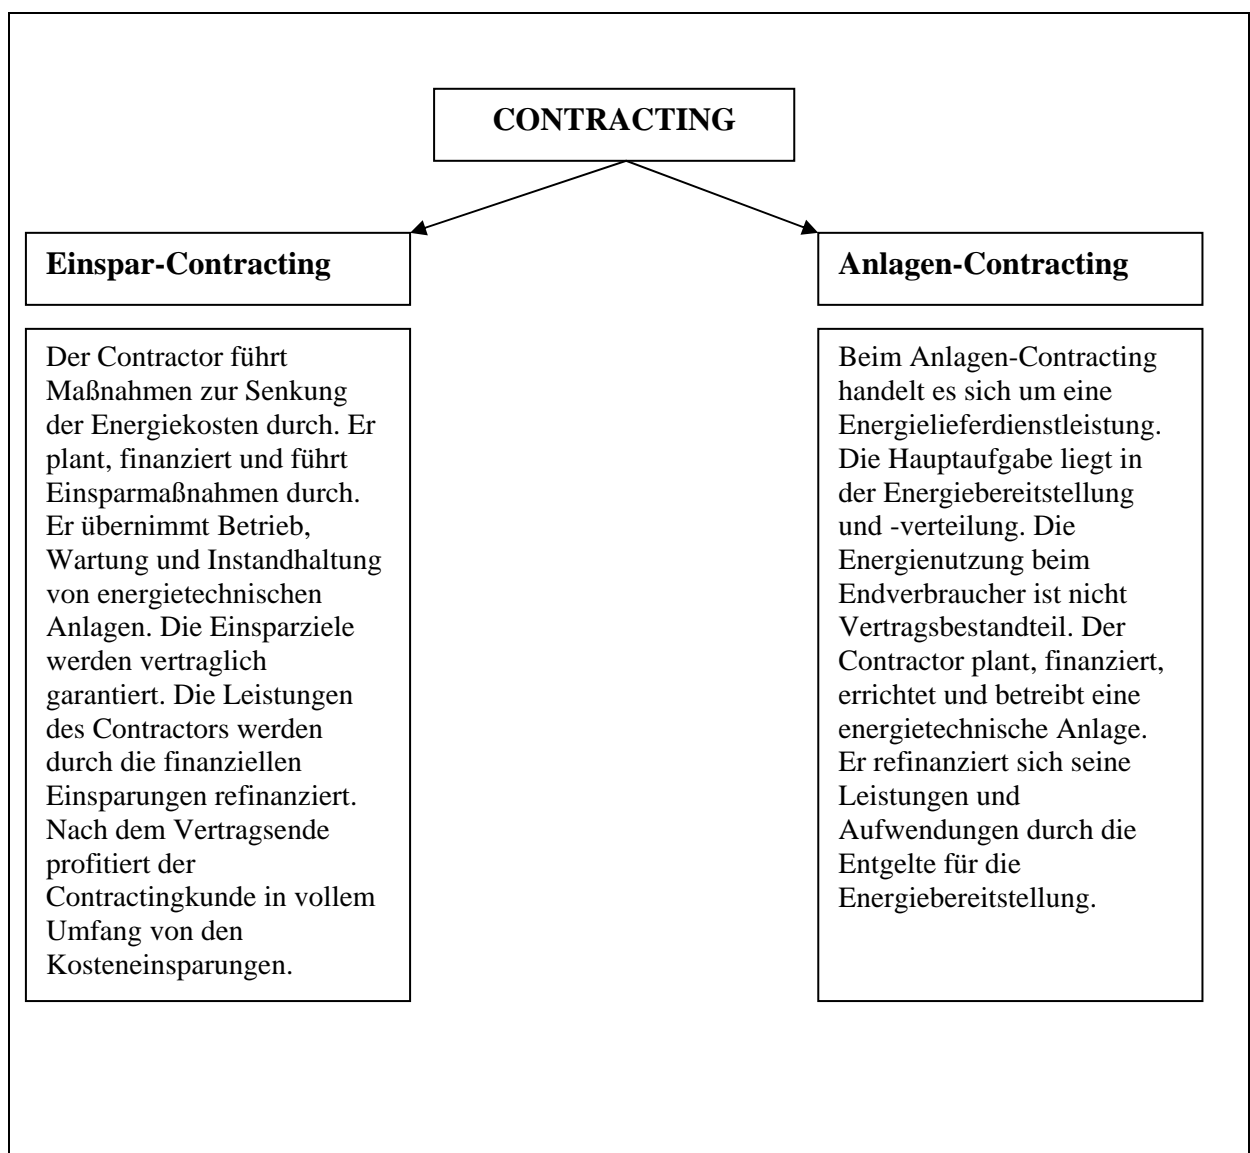 CONTRACTING
Einspar-Contracting
Der Contractor führt
Maßnahmen zur Senkung
der Energiekosten durch. Er
plant, finanziert und führt
Einsparmaßnahmen durch.
Er übernimmt Betrieb,
Wartung und Instandhaltung
von energietechnischen
Anlagen. Die Einsparziele
werden vertraglich
garantiert. Die Leistungen
des Contractors werden
durch die finanziellen
Einsparungen refinanziert.
Nach dem Vertragsende
profitiert der
Contractingkunde in vollem
Umfang von den
Kosteneinsparungen.
Anlagen-Contracting
Beim Anlagen-Contracting
handelt es sich um eine
Energielieferdienstleistung.
Die Hauptaufgabe liegt in
der Energiebereitstellung
und -verteilung. Die
Energienutzung beim
Endverbraucher ist nicht
Vertragsbestandteil. Der
Contractor plant, finanziert,
errichtet und betreibt eine
energietechnische Anlage.
Er refinanziert sich seine
Leistungen und
Aufwendungen durch die
Entgelte für die
Energiebereitstellung.